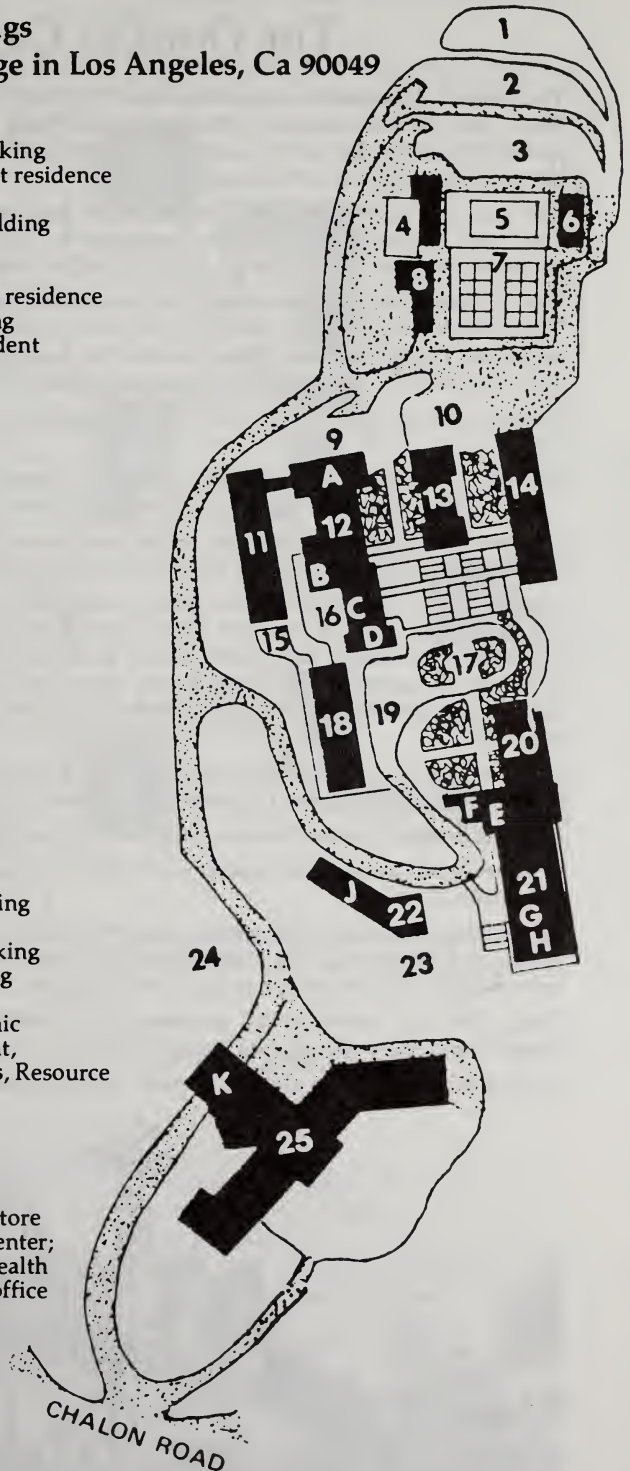 gs
ge in Los Angeles, Ca 90049
king
t residence
lding
residence
g
dent
ing
king
g
nic
t,
s, Resource
tore
enter;
ealth
office
1
2
3
4
5
6
7
8
9
10
A
11
12
13
14
B
16
C
D
15
17
18
19
20
F
E
J
22
21
G
H
24
23
K
25
CHALON ROAD